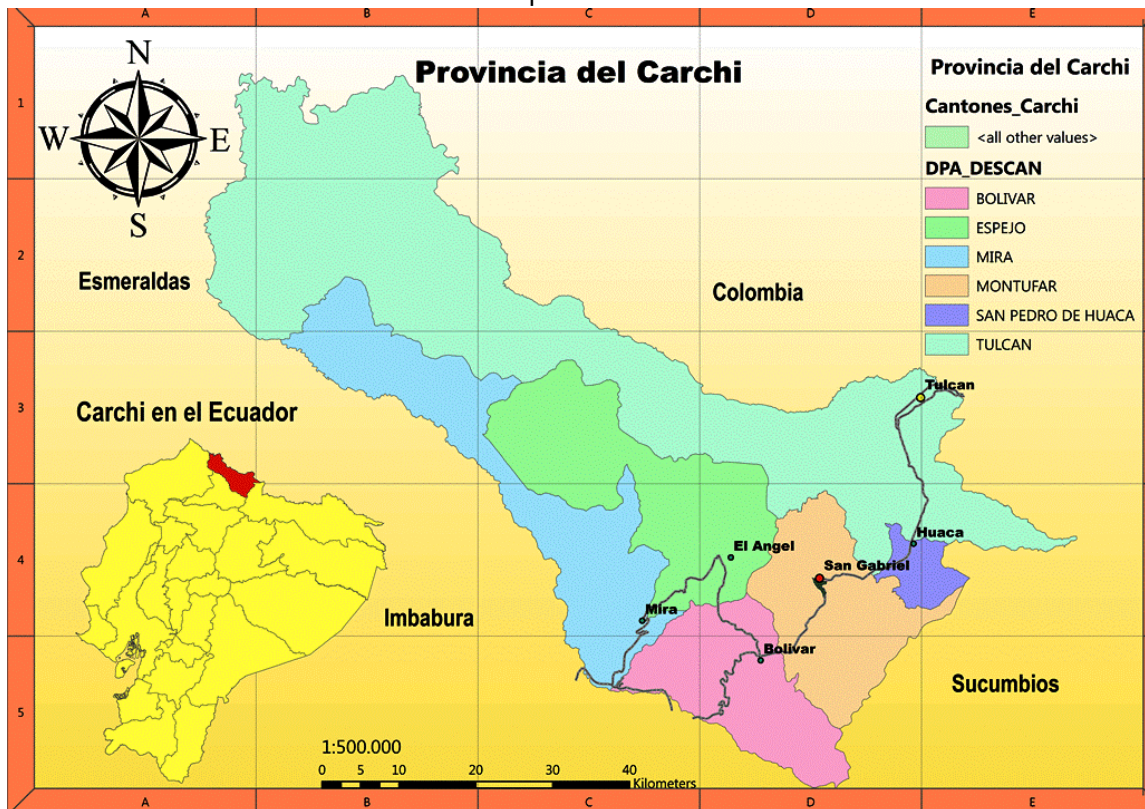 A B C D E
Provincia del Carchi
Provincia del Carchi
Cantones_Carchi
<all other values>
DPA_DESCAN
BOLIVAR
ESPEJO
MIRA
MONTUFAR
SAN PEDRO DE HUACA
TULCAN
N
W E
S
1
2
3
4
5
Esmeraldas
Colombia
Carchi en el Ecuador
Tulcan
Huaca
El Angel
San Gabriel
Mira
Imbabura
Bolivar
Sucumbios
1:500.000
0 5 10 20 30 40
Kilometers
A B C D E